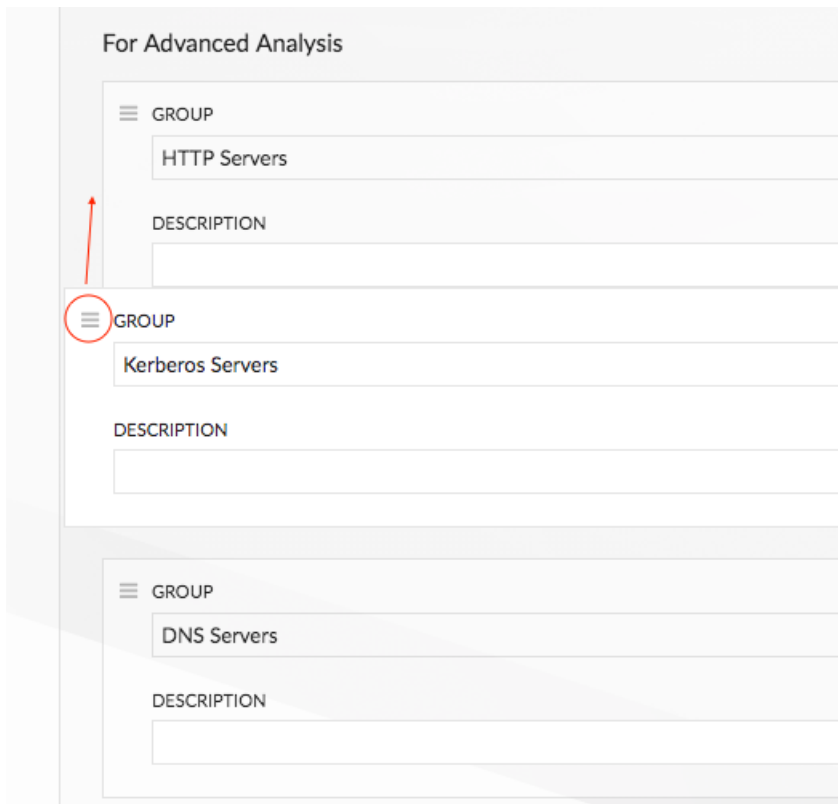 For Advanced Analysis
GROUP
HTTP Servers
DESCRIPTION
GROUP
Kerberos Servers
DESCRIPTION
GROUP
DNS Servers
DESCRIPTION